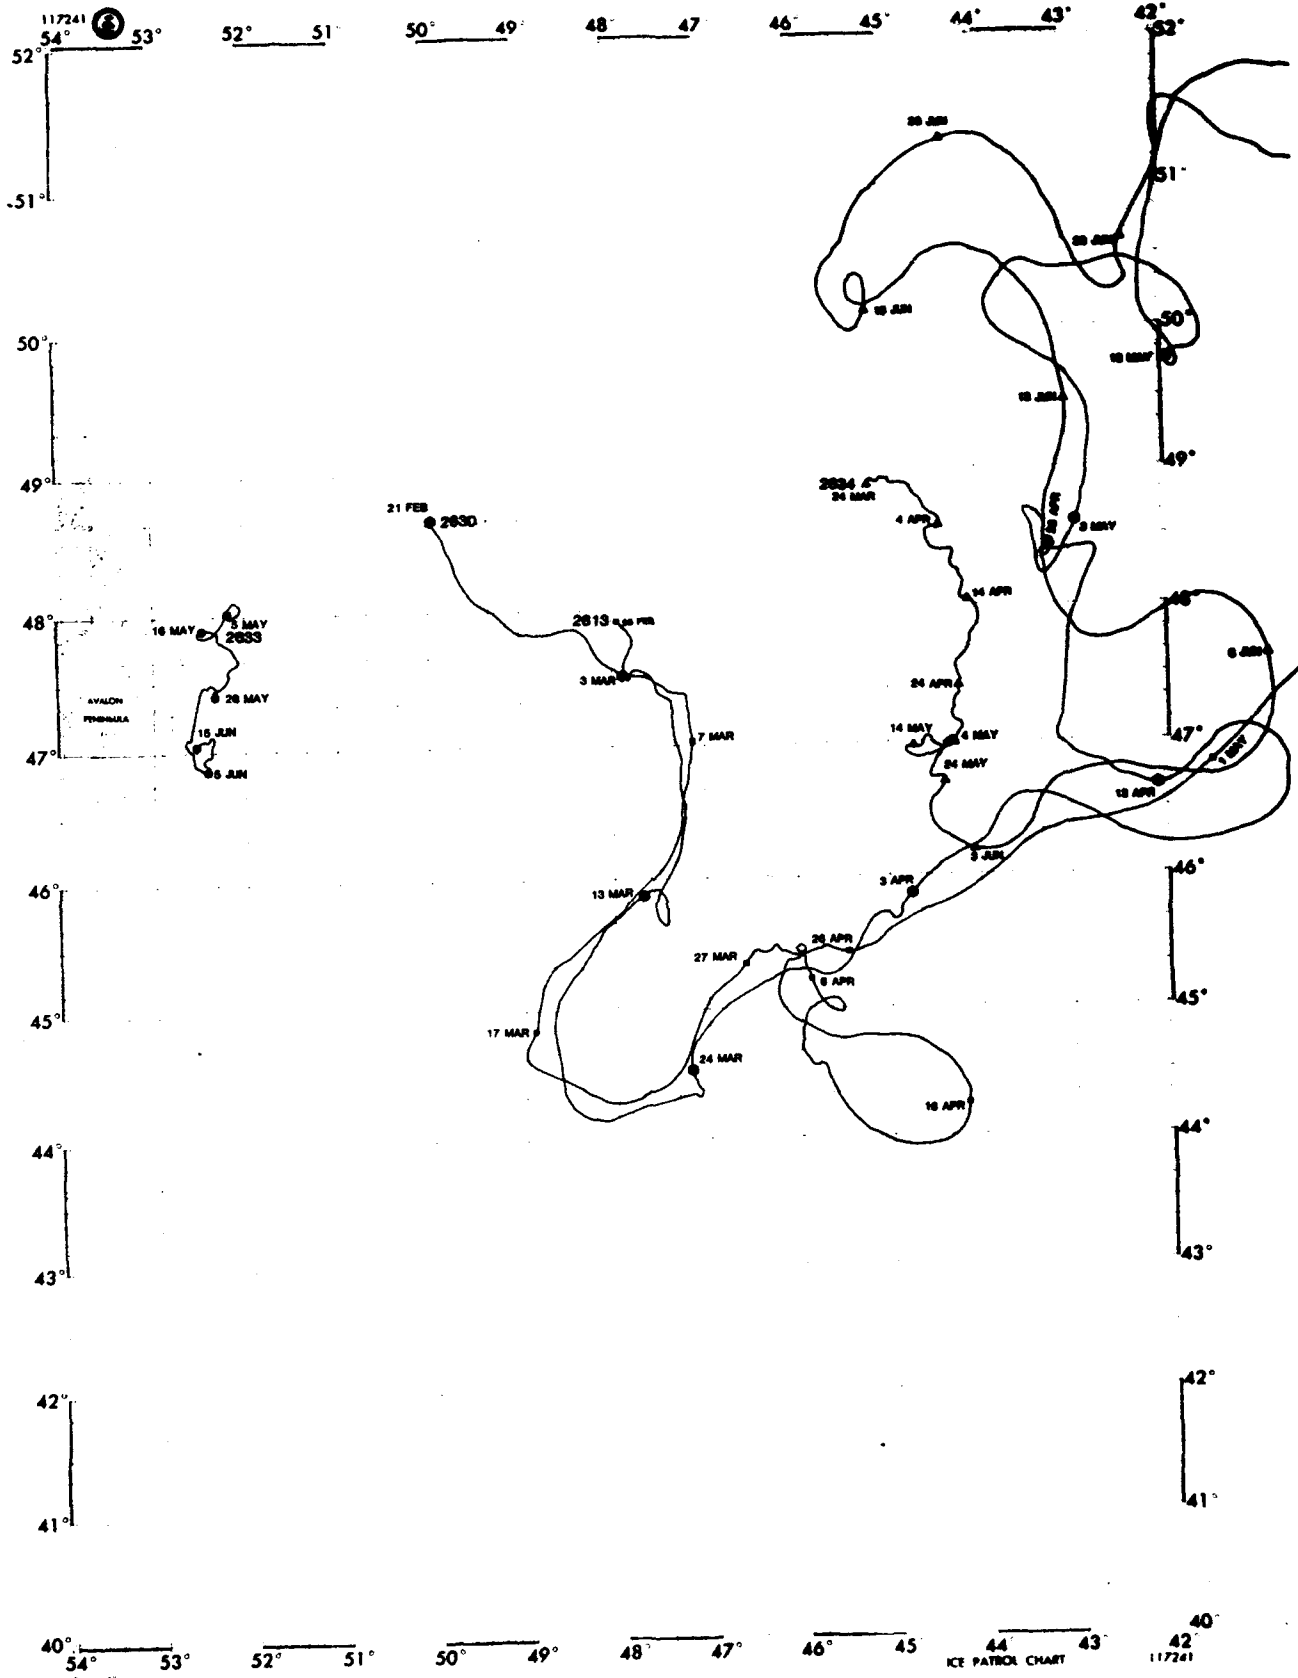 117241
54° 53° 52° 51° 50° 49° 48° 47° 46° 45° 44° 43° 42°
52° 52°
26 JUN
51° 51°
50°
15 JUN
50°
49°
49°
2634
24 MAR
21 FEB
2630
4 APR
3 MAY
14 APR
48° 48°
5 MAY
16 MAY
2633
2613
6 JUN
3 MAR
24 APR
26 MAY
AVALON
PENINSULA
15 JUN
7 MAR
14 MAY
4 MAY
47° 47°
1 MAY
24 MAY
5 JUN
13 APR
3 JUN
3 APR
46° 46°
13 MAR
26 APR
27 MAR
6 APR
45° 45°
17 MAR
24 MAR
16 APR
44° 44°
43° 43°
42° 42°
41° 41°
40° 40°
54° 53° 52° 51° 50° 49° 48° 47° 46° 45° 44° 43° 42°
ICE PATROL CHART 117241